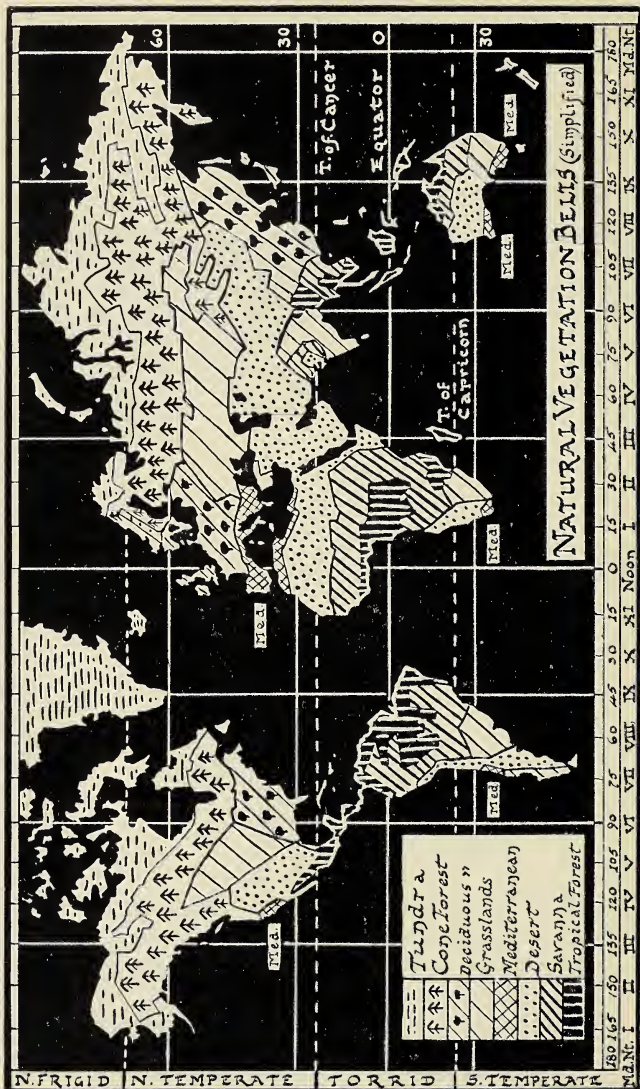 60
30
0
30
T. of Cancer
Equator
T. of
Capricorn
Med.
Med.
Med.
Med.
Med.
Med
NATURAL VEGETATION BELTS (Simplified)
Tundra
Cone Forest
Deciduous "
Grasslands
Mediterranean
Desert
Savanna
Tropical Forest
N. FRIGID
N. TEMPERATE
TORRID
S. TEMPERATE
180 165 150 135 120 105 90 75 60 45 30 15 0 15 30 45 60 75 90 105 120 135 150 165 180
Md.Nt. I II III IV V VI VII VIII IX X XI Noon I II III IV V VI VII VIII IX X XI Md.Nt